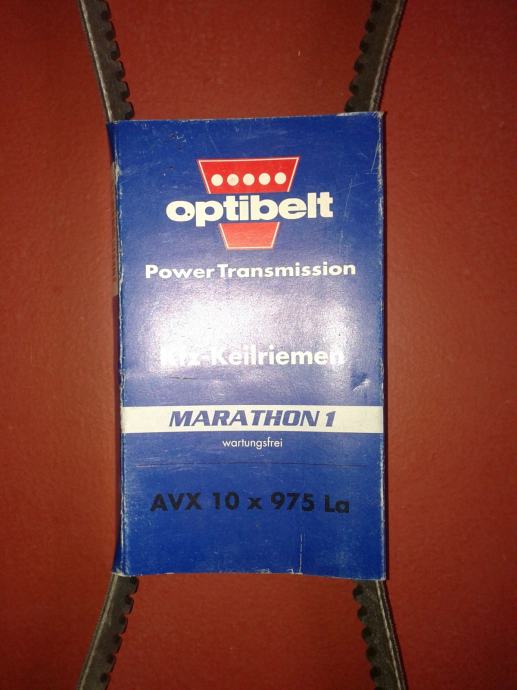 optibelt
Power Transmission
Kfz-Keilriemen
MARATHON 1
wartungsfrei
AVX 10 x 975 La